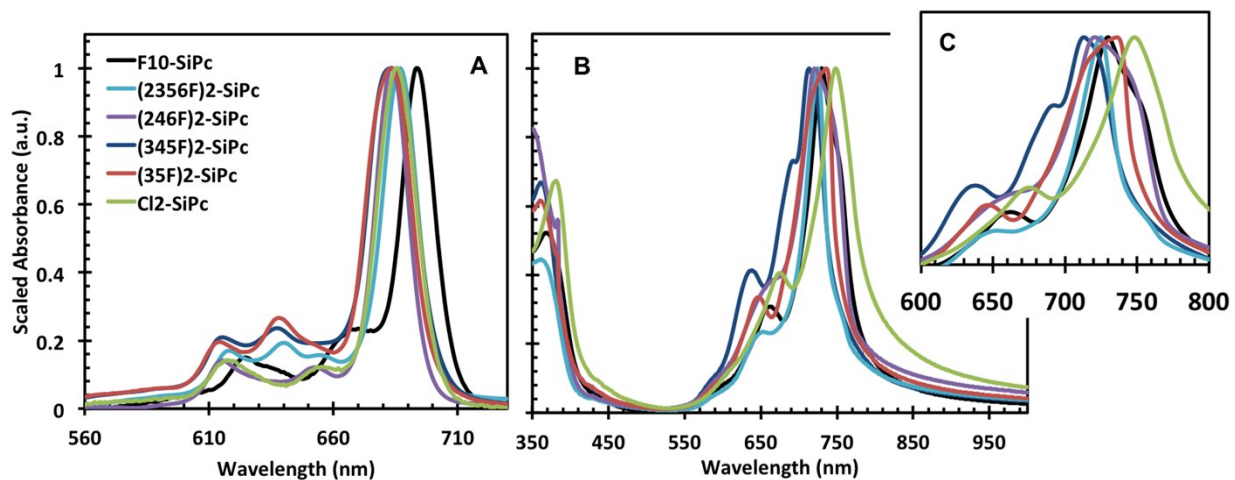 A
B
C
F10-SiPc
(2356F)2-SiPc
(246F)2-SiPc
(345F)2-SiPc
(35F)2-SiPc
Cl2-SiPc
Scaled Absorbance (a.u.)
1
0.8
0.6
0.4
0.2
0
560 610 660 710
Wavelength (nm)
350 450 550 650 750 850 950
Wavelength (nm)
600 650 700 750 800